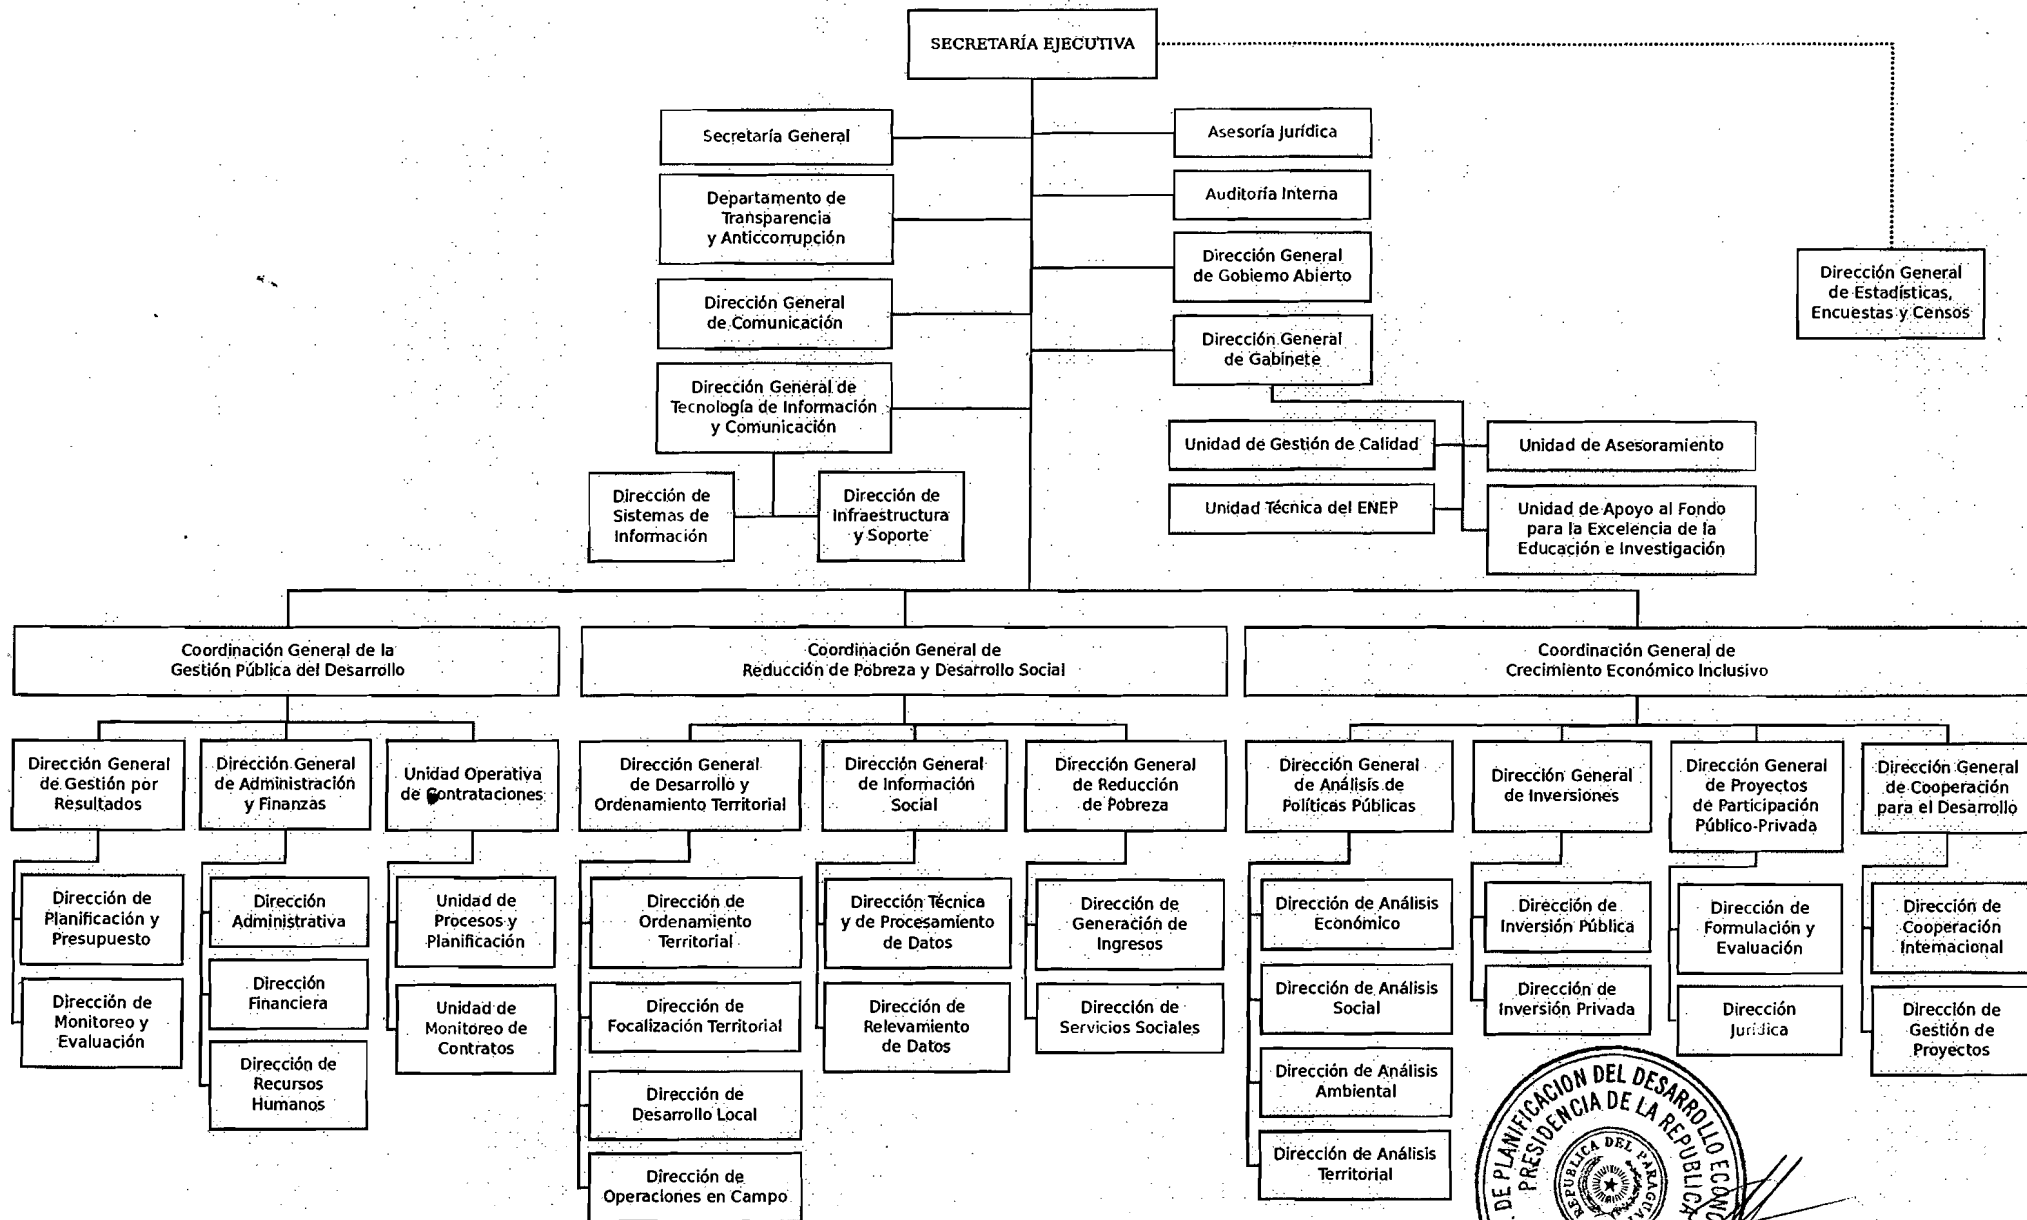 SECRETARÍA EJECUTIVA
Secretaría General
Asesoría Jurídica
Departamento de
Transparencia
y Anticcorrupción
Auditoría Interna
Dirección General
de Gobierno Abierto
Dirección General
de Estadísticas,
Encuestas y Censos
Dirección General
de Comunicación
Dirección General
de Gabinete
Dirección General de
Tecnología de Información
y Comunicación
Unidad de Gestión de Calidad
Unidad de Asesoramiento
Dirección de
Sistemas de
Información
Dirección de
Infraestructura
y Soporte
Unidad Técnica del ENEP
Unidad de Apoyo al Fondo
para la Excelencia de la
Educación e Investigación
Coordinación General de la
Gestión Pública del Desarrollo
Coordinación General de
Reducción de Pobreza y Desarrollo Social
Coordinación General de
Crecimiento Económico Inclusivo
Dirección General
de Gestión por
Resultados
Dirección General
de Administración
y Finanzas
Unidad Operativa
de Contrataciones
Dirección General
de Desarrollo y
Ordenamiento Territorial
Dirección General
de Información
Social
Dirección General
de Reducción
de Pobreza
Dirección General
de Análisis de
Políticas Públicas
Dirección General
de Inversiones
Dirección General
de Proyectos
de Participación
Público-Privada
Dirección General
de Cooperación
para el Desarrollo
Dirección de
Planificación y
Presupuesto
Dirección de
Monitoreo y
Evaluación
Dirección
Administrativa
Dirección
Financiera
Dirección de
Recursos
Humanos
Unidad de
Procesos y
Planificación
Unidad de
Monitoreo de
Contratos
Dirección de
Ordenamiento
Territorial
Dirección de
Focalización Territorial
Dirección de
Desarrollo Local
Dirección de
Operaciones en Campo
Dirección Técnica
y de Procesamiento
de Datos
Dirección de
Relevamiento
de Datos
Dirección de
Generación de
Ingresos
Dirección de
Servicios Sociales
Dirección de Análisis
Económico
Dirección de Análisis
Social
Dirección de Análisis
Ambiental
Dirección de Análisis
Territorial
Dirección de
Inversión Pública
Dirección de
Inversión Privada
Dirección de
Formulación y
Evaluación
Dirección
Jurídica
Dirección de
Cooperación
Internacional
Dirección de
Gestión de
Proyectos
DE PLANIFICACION DEL DESARROLLO
PRESIDENCIA DE LA REPUBLICA
REPUBLICA DEL PARAGUAY